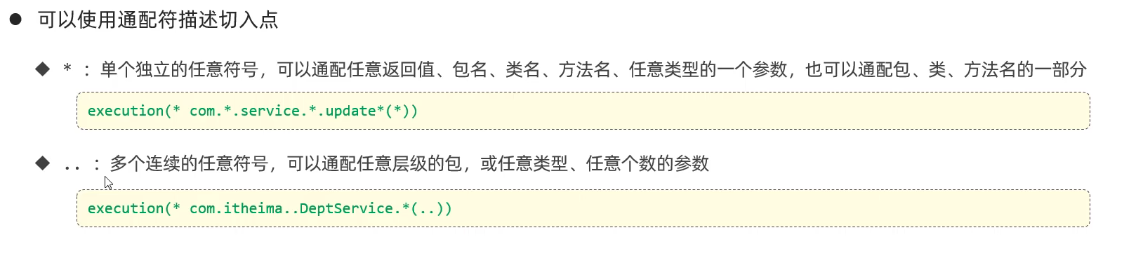 ● 可以使用通配符描述切入点
◆ * ：单个独立的任意符号，可以通配任意返回值、包名、类名、方法名、任意类型的一个参数，也可以通配包、类、方法名的一部分
execution(* com.*.service.*.update*(*))
◆ .. ：多个连续的任意符号，可以通配任意层级的包，或任意类型、任意个数的参数
execution(* com.itheima..DeptService.*(..))